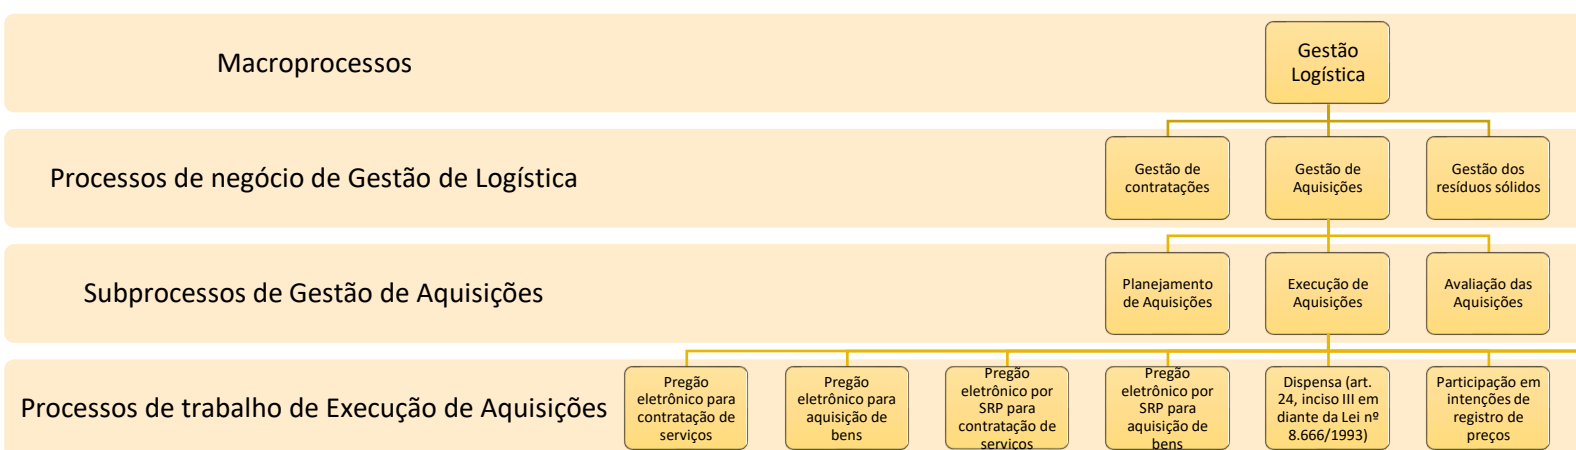 Macroprocessos
Gestão
Logística
Processos de negócio de Gestão de Logística
Gestão de
contratações
Gestão de
Aquisições
Gestão dos
resíduos sólidos
Subprocessos de Gestão de Aquisições
Planejamento
de Aquisições
Execução de
Aquisições
Avaliação das
Aquisições
Processos de trabalho de Execução de Aquisições
Pregão
eletrônico para
contratação de
serviços
Pregão
eletrônico para
aquisição de
bens
Pregão
eletrônico por
SRP para
contratação de
serviços
Pregão
eletrônico por
SRP para
aquisição de
bens
Dispensa (art.
24, inciso III em
diante da Lei nº
8.666/1993)
Participação em
intenções de
registro de
preços